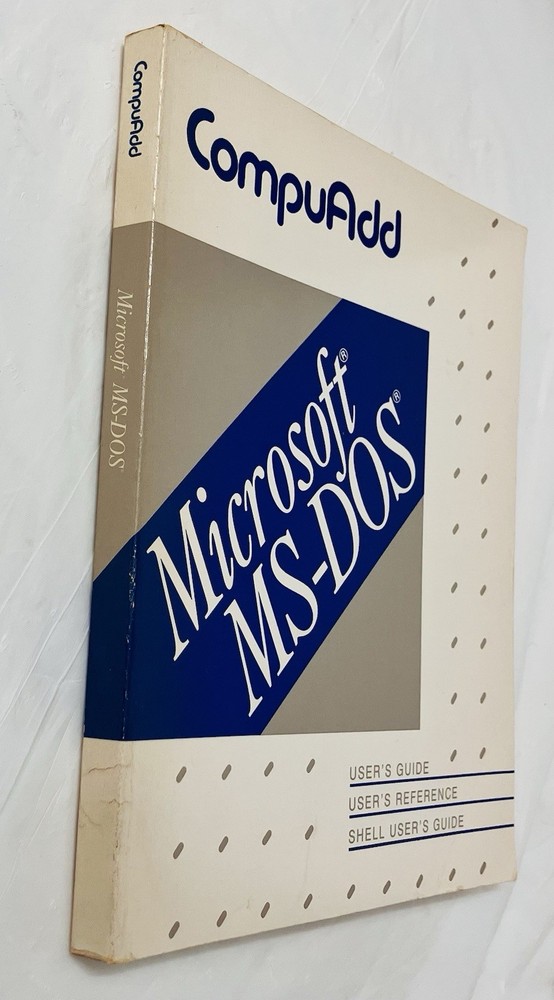 CompuAdd
Microsoft MS-DOS
CompuAdd
Microsoft®
MS-DOS®
USER'S GUIDE
USER'S REFERENCE
SHELL USER'S GUIDE